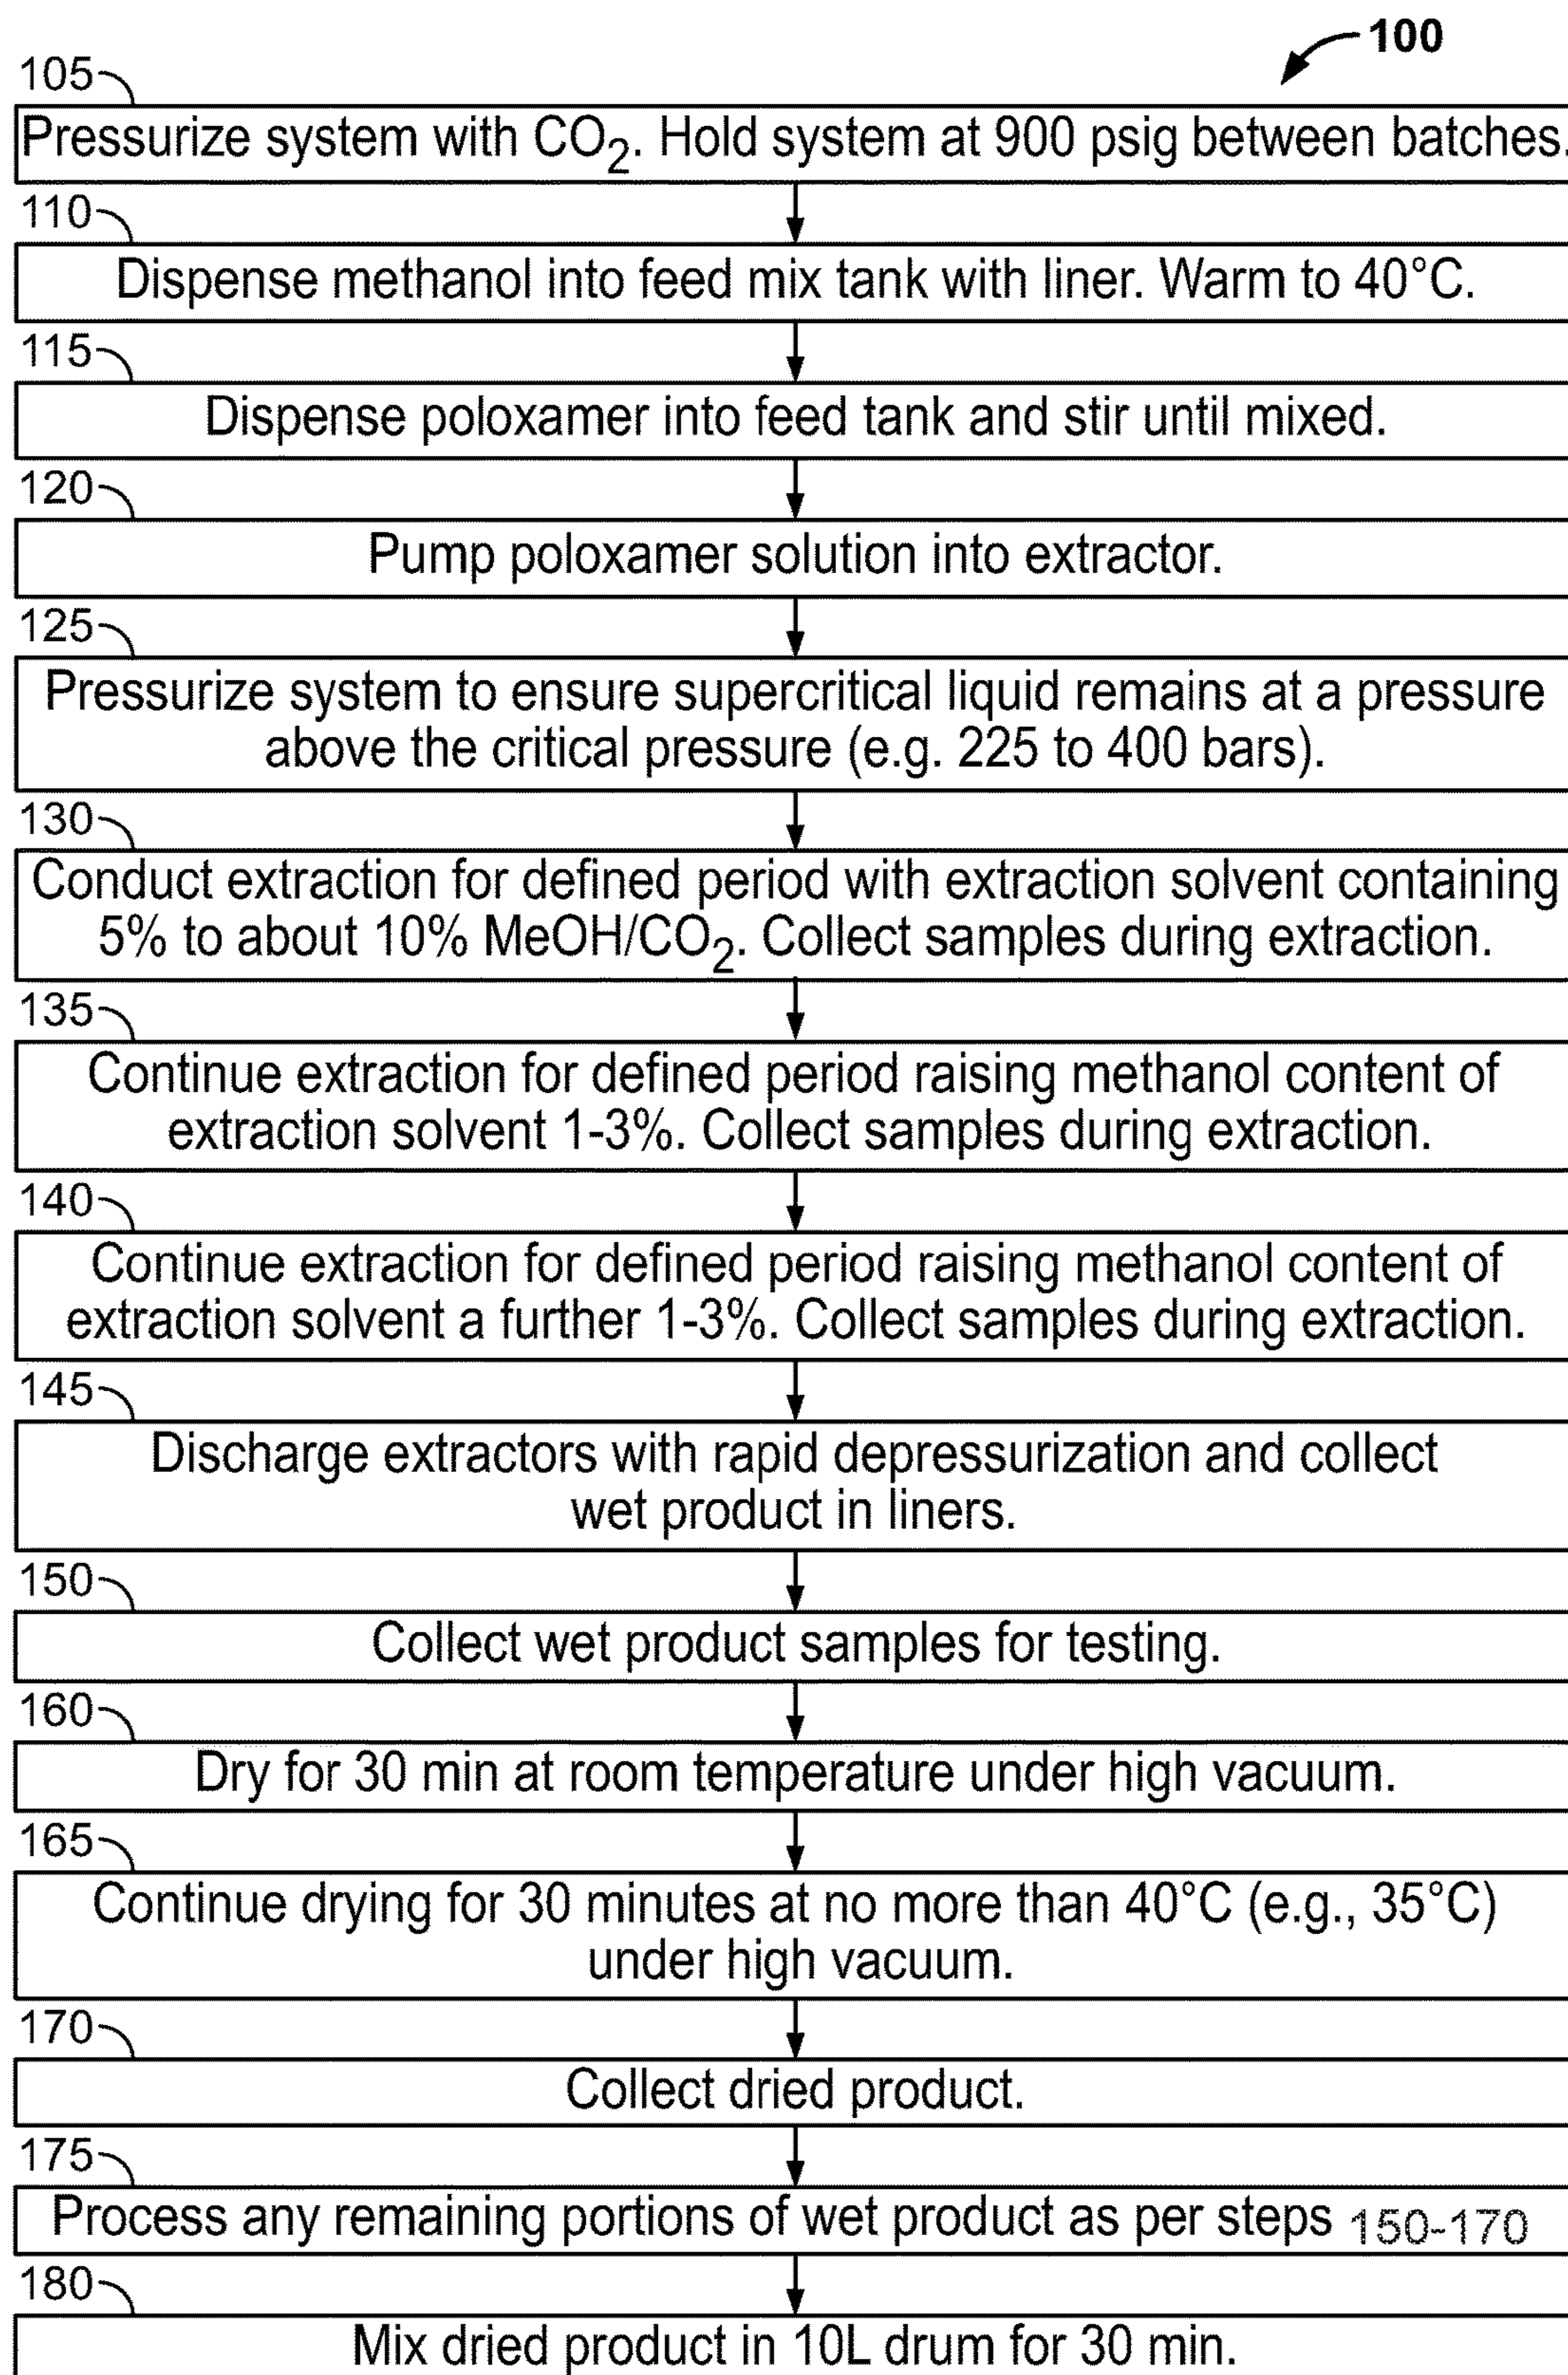 100
105
Pressurize system with CO₂. Hold system at 900 psig between batches.
110
Dispense methanol into feed mix tank with liner. Warm to 40°C.
115
Dispense poloxamer into feed tank and stir until mixed.
120
Pump poloxamer solution into extractor.
125
Pressurize system to ensure supercritical liquid remains at a pressure
above the critical pressure (e.g. 225 to 400 bars).
130
Conduct extraction for defined period with extraction solvent containing
5% to about 10% MeOH/CO₂. Collect samples during extraction.
135
Continue extraction for defined period raising methanol content of
extraction solvent 1-3%. Collect samples during extraction.
140
Continue extraction for defined period raising methanol content of
extraction solvent a further 1-3%. Collect samples during extraction.
145
Discharge extractors with rapid depressurization and collect
wet product in liners.
150
Collect wet product samples for testing.
160
Dry for 30 min at room temperature under high vacuum.
165
Continue drying for 30 minutes at no more than 40°C (e.g., 35°C)
under high vacuum.
170
Collect dried product.
175
Process any remaining portions of wet product as per steps 150-170
180
Mix dried product in 10L drum for 30 min.